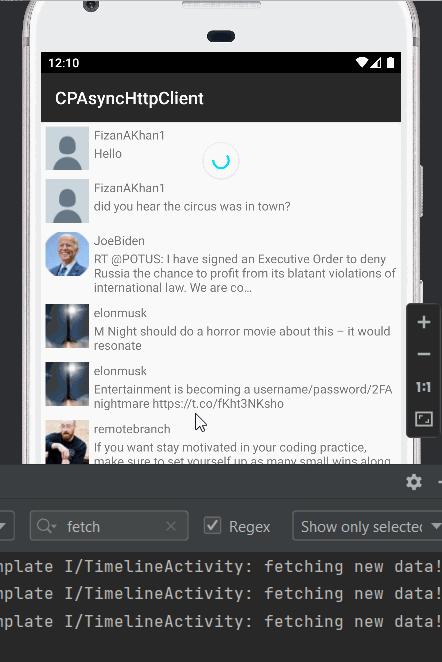 12:10
CPAsyncHttpClient
FizanAKhan1
Hello
FizanAKhan1
did you hear the circus was in town?
JoeBiden
RT @POTUS: I have signed an Executive Order to deny
Russia the chance to profit from its blatant violations of
international law. We are co…
elonmusk
M Night should do a horror movie about this – it would
resonate
elonmusk
Entertainment is becoming a username/password/2FA
nightmare https://t.co/fKht3NKsho
remotebranch
If you want stay motivated in your coding practice,
make sure to set yourself up as many small wins along
1:1
fetch
Regex
Show only selected
mplate I/TimelineActivity: fetching new data!
mplate I/TimelineActivity: fetching new data!
mplate I/TimelineActivity: fetching new data!